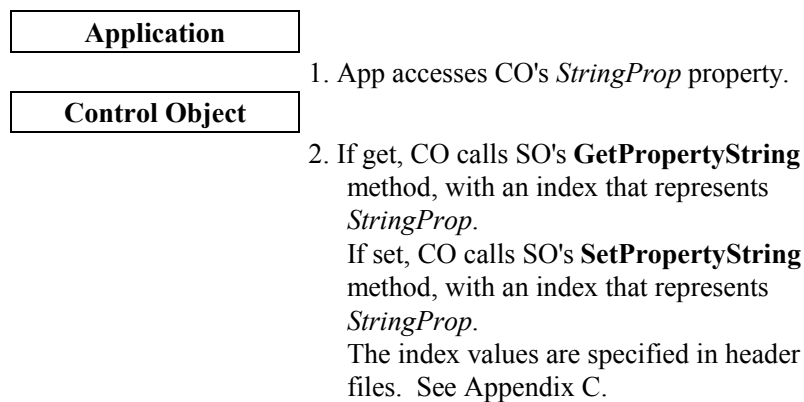 Application
1. App accesses CO's StringProp property.
Control Object
2. If get, CO calls SO's GetPropertyString
method, with an index that represents
StringProp.
If set, CO calls SO's SetPropertyString
method, with an index that represents
StringProp.
The index values are specified in header
files.  See Appendix C.